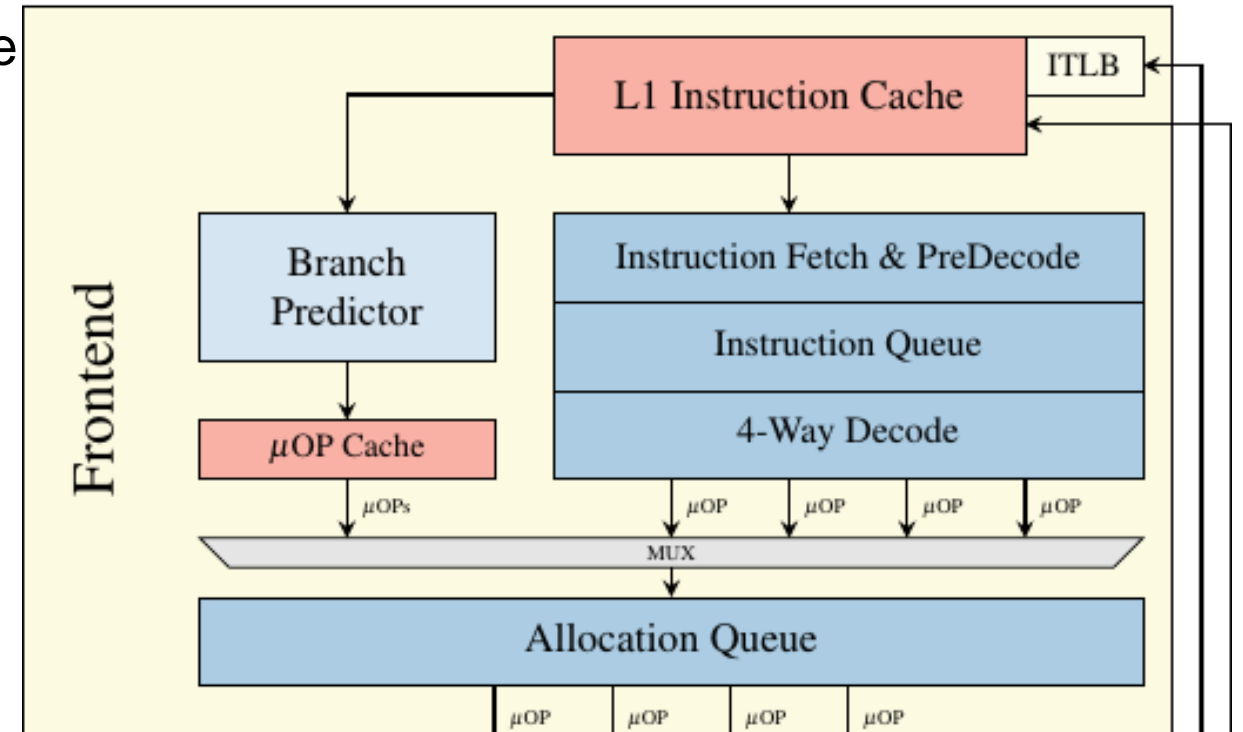 e
L1 Instruction Cache
ITLB
Frontend
Branch
Predictor
Instruction Fetch & PreDecode
Instruction Queue
4-Way Decode
μOP Cache
μOPs
μOP
μOP
μOP
μOP
MUX
Allocation Queue
μOP
μOP
μOP
μOP